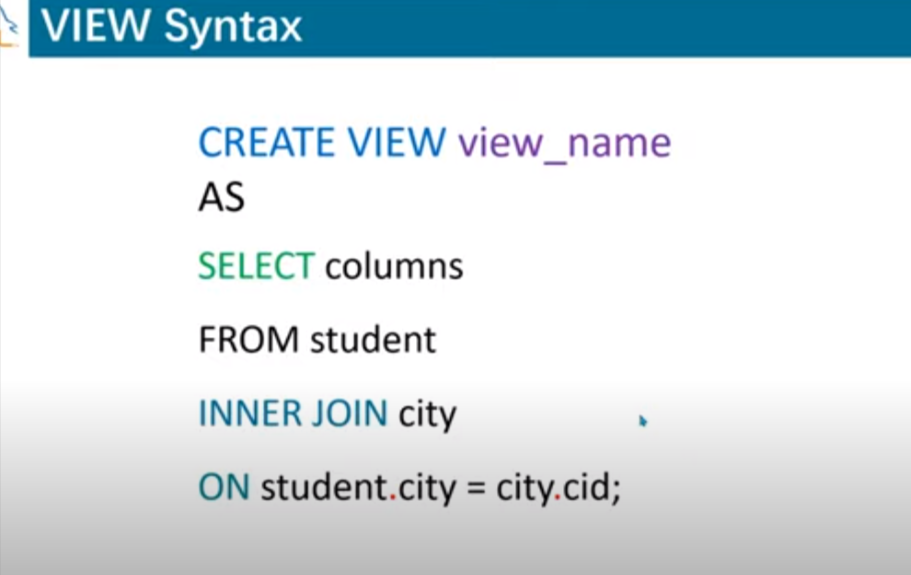 VIEW Syntax
CREATE VIEW view_name
AS
SELECT columns
FROM student
INNER JOIN city
ON student.city = city.cid;